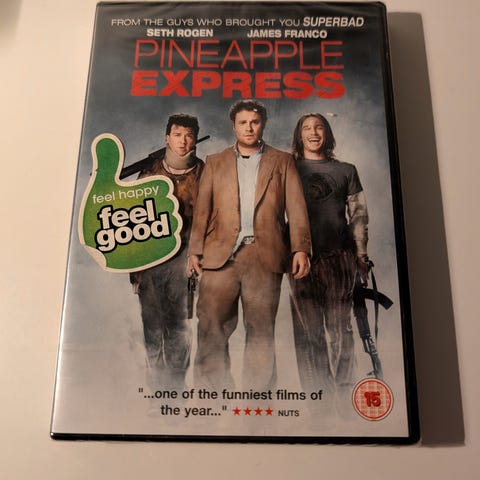 FROM THE GUYS WHO BROUGHT YOU SUPERBAD
SETH ROGEN JAMES FRANCO
PINEAPPLE
EXPRESS
feel happy
feel
good
"...one of the funniest films of
the year..." ★★★★ NUTS
15